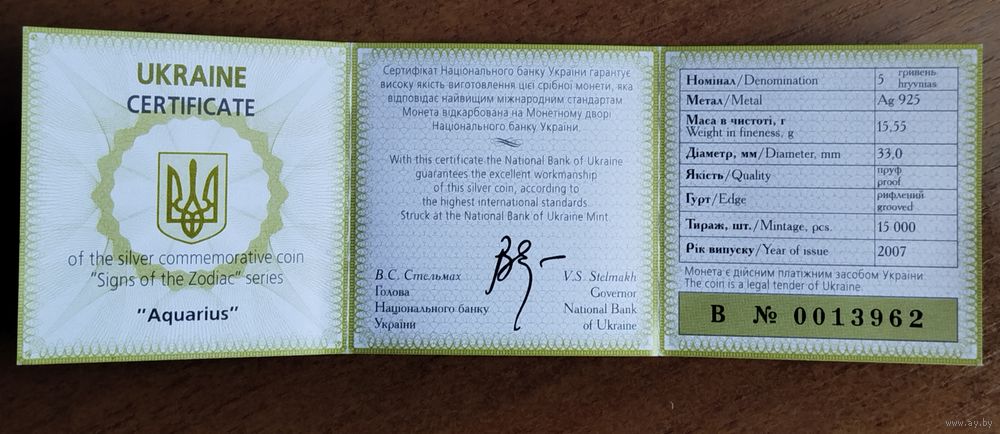 UKRAINE
CERTIFICATE
of the silver commemorative coin
"Signs of the Zodiac" series
"Aquarius"
Сертифікат Національного банку України гарантує
високу якість виготовлення цієї срібної монети, яка
відповідає найвищим міжнародним стандартам
Монета відкарбована на Монетному дворі
Національного банку України.
With this certificate the National Bank of Ukraine
guarantees the excellent workmanship
of this silver coin, according to
the highest international standards.
Struck at the National Bank of Ukraine Mint.
В.С. Стельмах
Голова
Національного банку
України
V.S. Stelmakh
Governor
National Bank
of Ukraine
Номінал/Denomination 5 гривень hryvnias
Метал/Metal Ag 925
Маса в чистоті, г
Weight in fineness, g 15,55
Діаметр, мм/Diameter, mm 33,0
Якість/Quality пруф proof
Гурт/Edge рифлений grooved
Тираж, шт./Mintage, pcs. 15 000
Рік випуску/Year of issue 2007
Монета є дійсним платіжним засобом України
The coin is a legal tender of Ukraine.
В № 0013962
www.ay.by